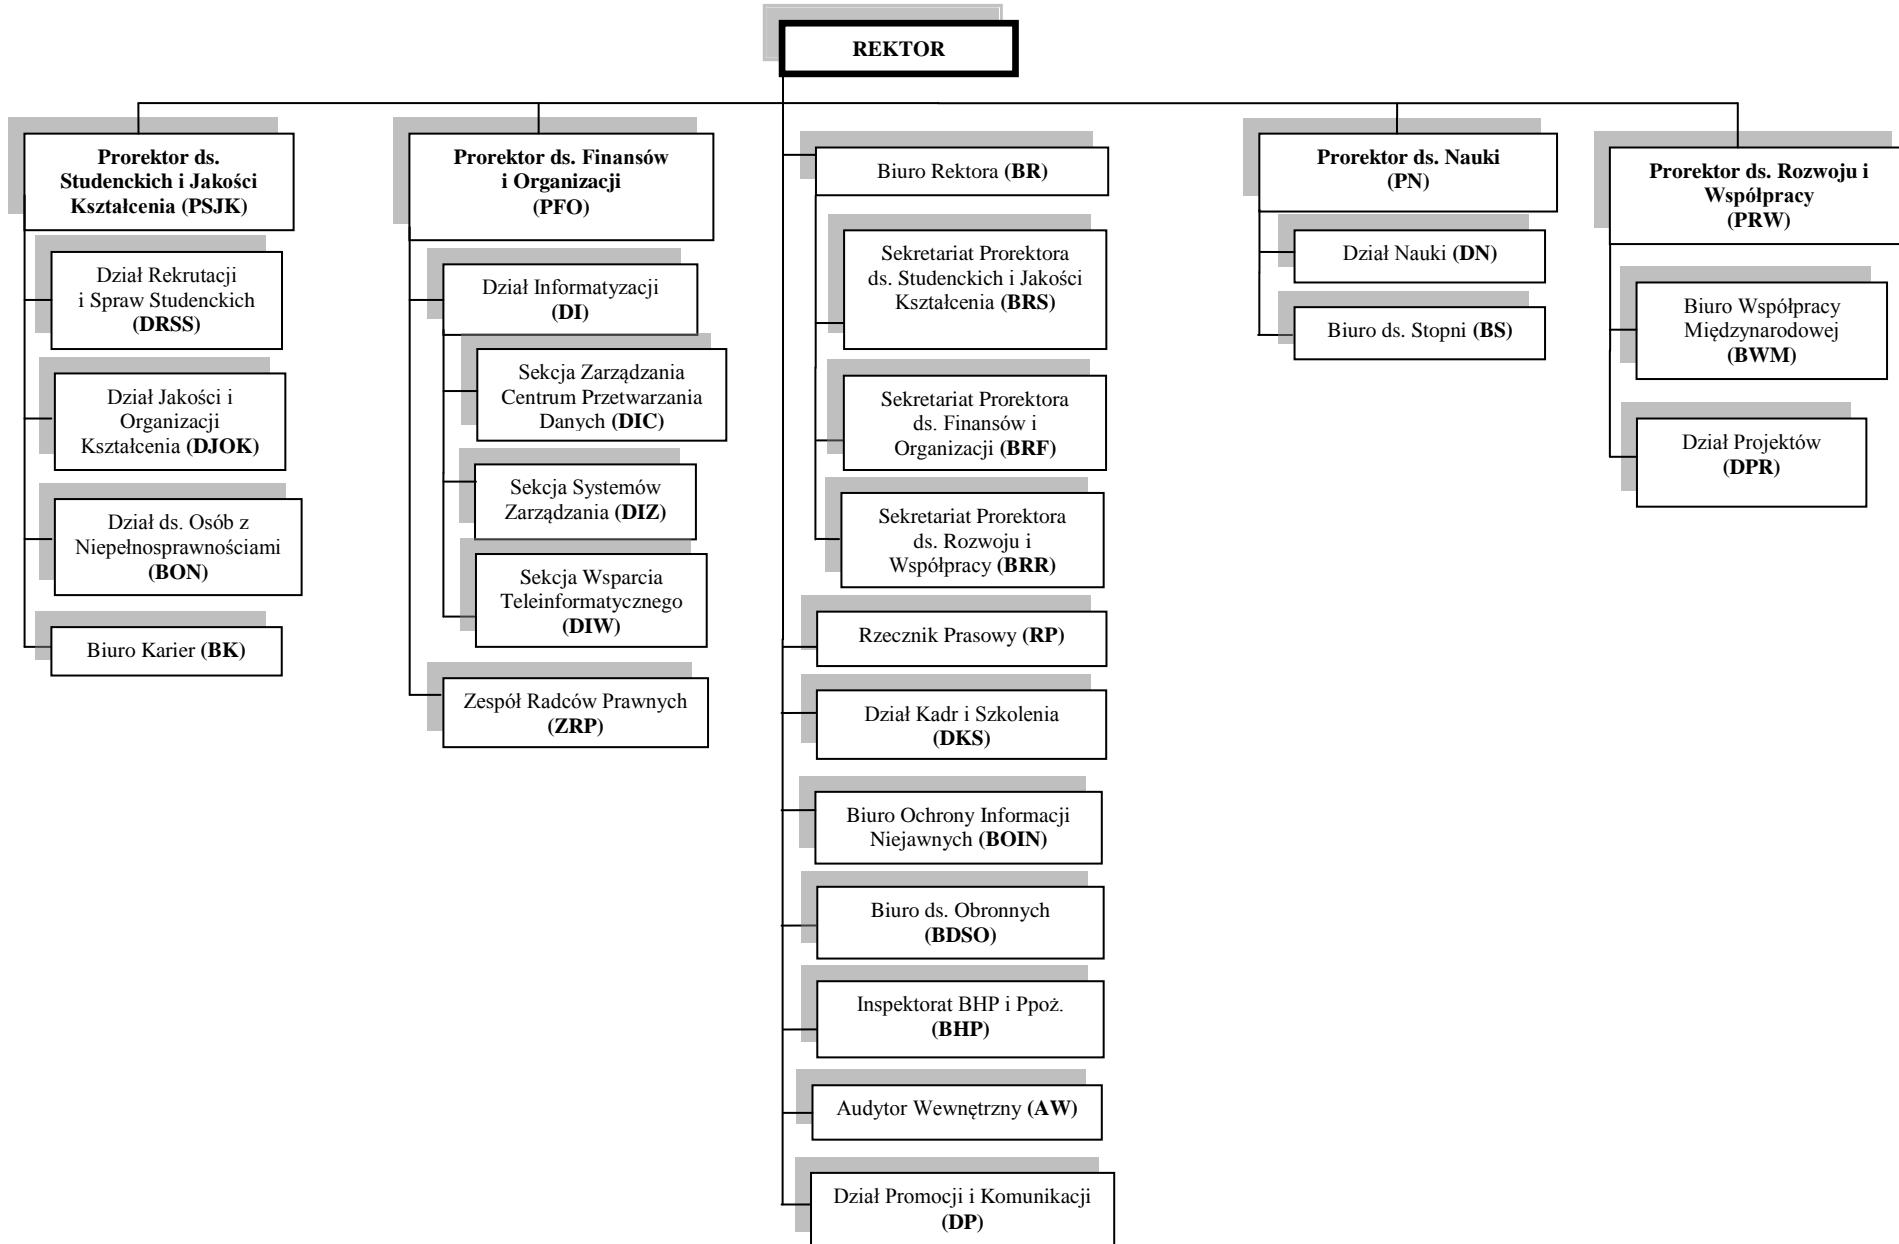 REKTOR
Prorektor ds.
Studenckich i Jakości
Kształcenia (PSJK)
Dział Rekrutacji
i Spraw Studenckich
(DRSS)
Dział Jakości i
Organizacji
Kształcenia (DJOK)
Dział ds. Osób z
Niepełnosprawnościami
(BON)
Biuro Karier (BK)
Prorektor ds. Finansów
i Organizacji
(PFO)
Dział Informatyzacji
(DI)
Sekcja Zarządzania
Centrum Przetwarzania
Danych (DIC)
Sekcja Systemów
Zarządzania (DIZ)
Sekcja Wsparcia
Teleinformatycznego
(DIW)
Zespół Radców Prawnych
(ZRP)
Biuro Rektora (BR)
Sekretariat Prorektora
ds. Studenckich i Jakości
Kształcenia (BRS)
Sekretariat Prorektora
ds. Finansów i
Organizacji (BRF)
Sekretariat Prorektora
ds. Rozwoju i
Współpracy (BRR)
Rzecznik Prasowy (RP)
Dział Kadr i Szkolenia
(DKS)
Biuro Ochrony Informacji
Niejawnych (BOIN)
Biuro ds. Obronnych
(BDSO)
Inspektorat BHP i Ppoż.
(BHP)
Audytor Wewnętrzny (AW)
Dział Promocji i Komunikacji
(DP)
Prorektor ds. Nauki
(PN)
Dział Nauki (DN)
Biuro ds. Stopni (BS)
Prorektor ds. Rozwoju i
Współpracy
(PRW)
Biuro Współpracy
Międzynarodowej
(BWM)
Dział Projektów
(DPR)